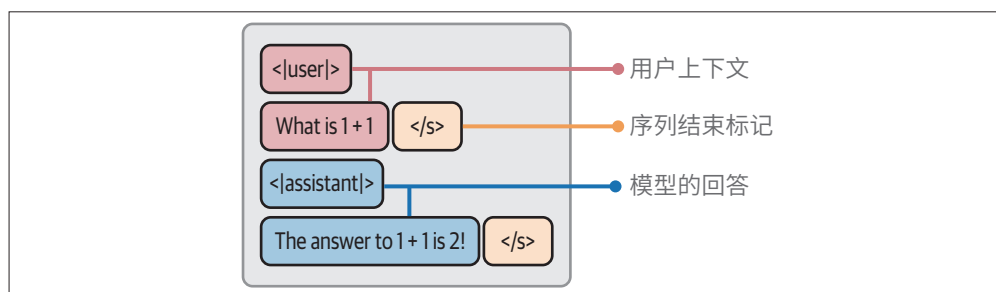 <|user|>
用户上下文
What is 1 + 1
</s>
序列结束标记
<|assistant|>
模型的回答
The answer to 1 + 1 is 2!
</s>